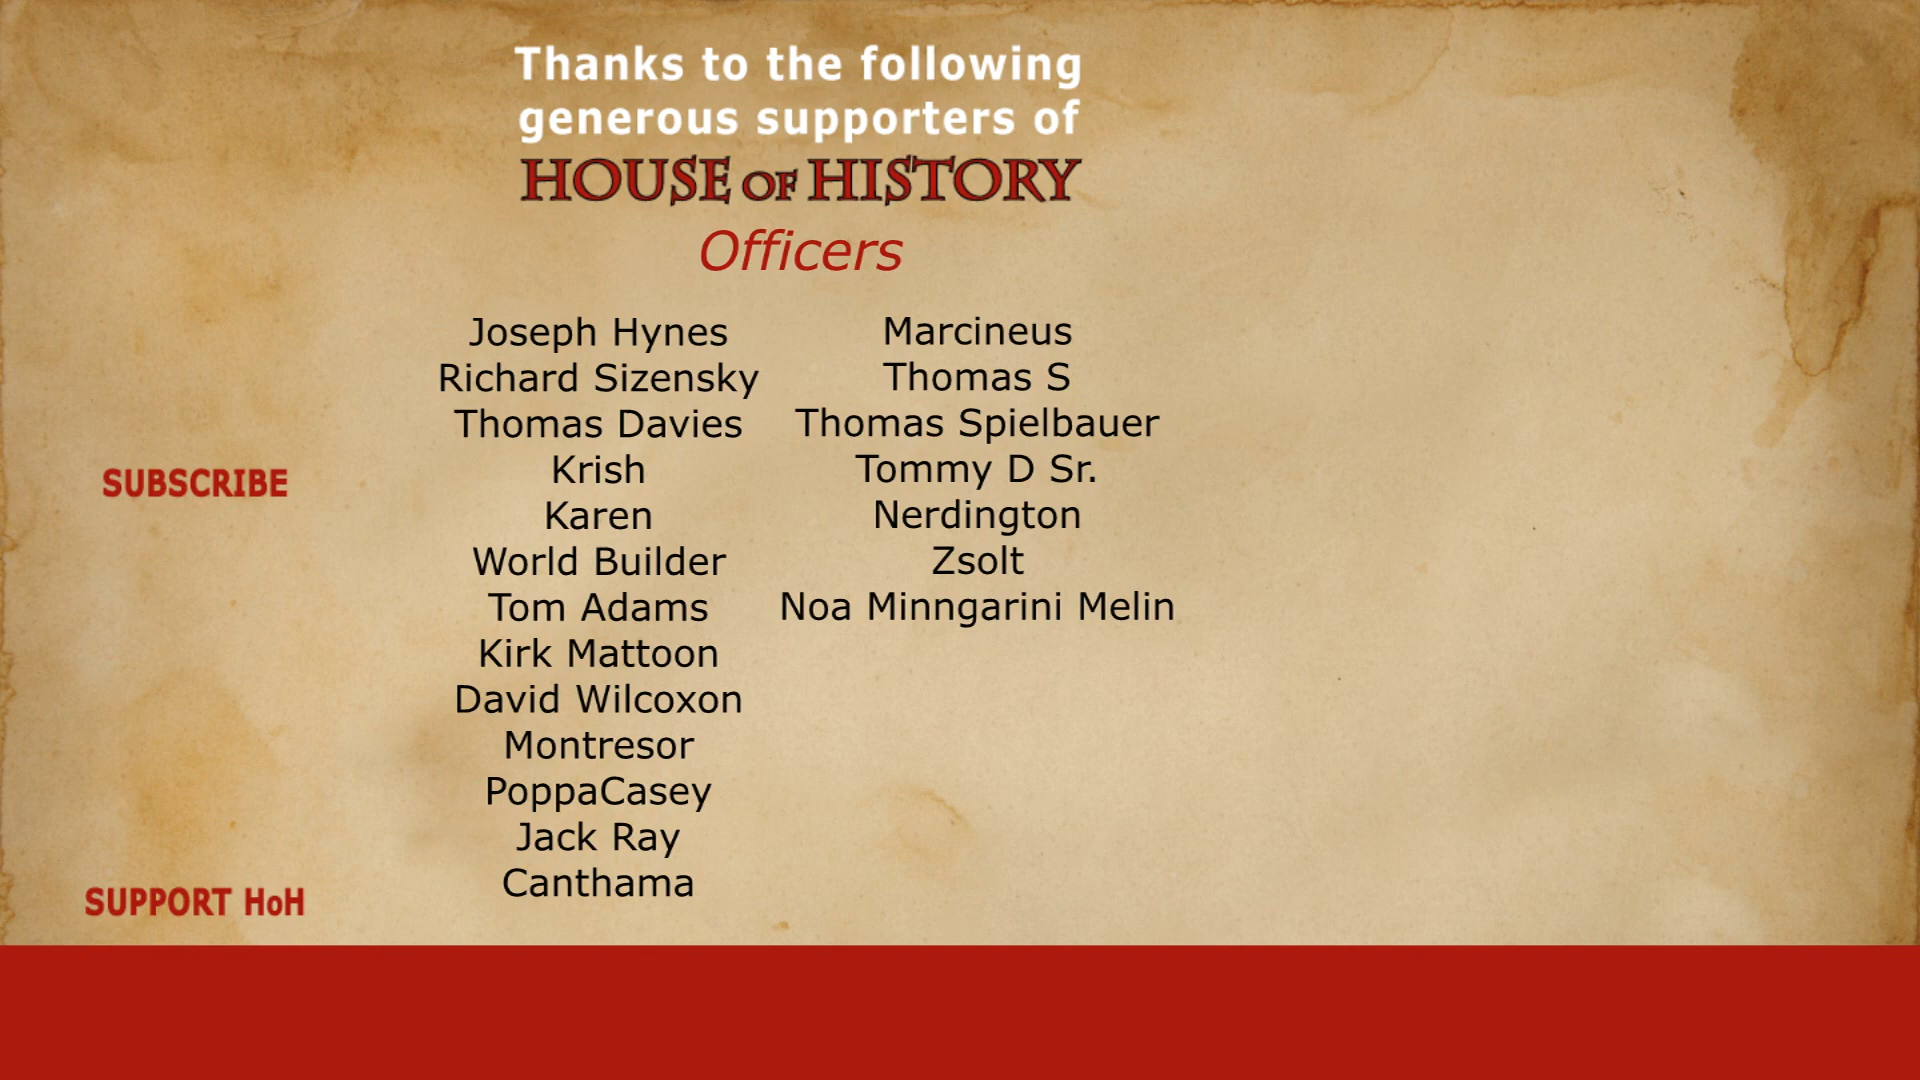 Thanks to the following
generous supporters of
HOUSE OF HISTORY
Officers
Joseph Hynes
Richard Sizensky
Thomas Davies
Krish
Karen
World Builder
Tom Adams
Kirk Mattoon
David Wilcoxon
Montresor
PoppaCasey
Jack Ray
Canthama
Marcineus
Thomas S
Thomas Spielbauer
Tommy D Sr.
Nerdington
Zsolt
Noa Minngarini Melin
SUBSCRIBE
SUPPORT HoH